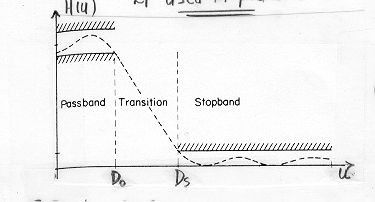 H(u)
Passband Transition Stopband
D₀ Ds u